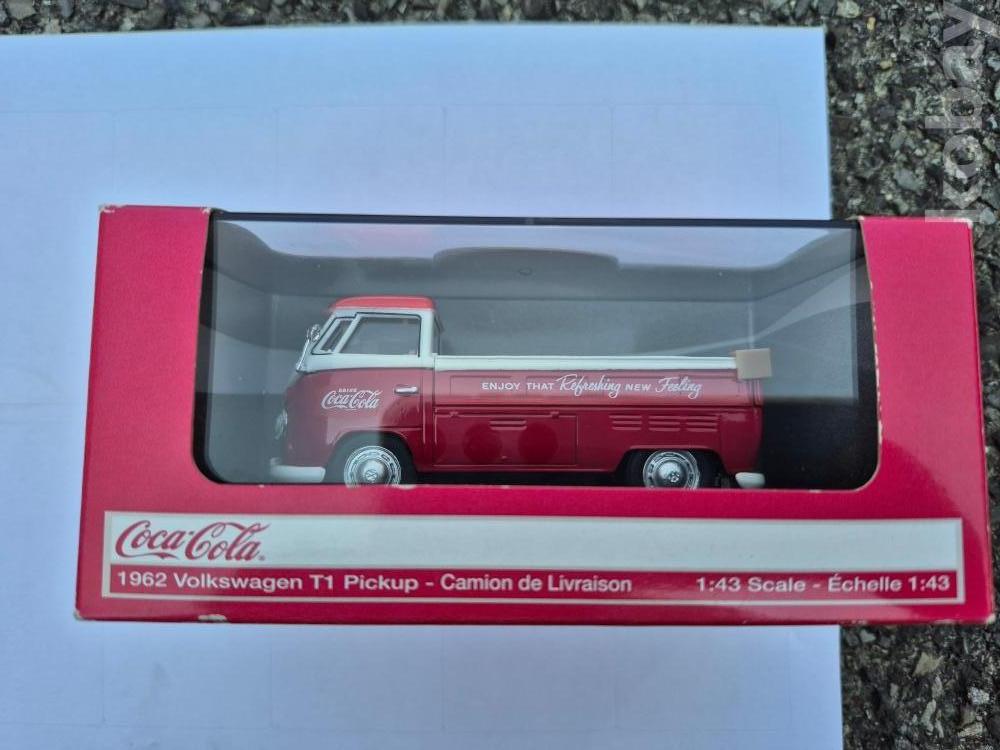 kobay
DRINK
Coca-Cola
ENJOY THAT Refreshing NEW Feeling
Coca-Cola®
1962 Volkswagen T1 Pickup - Camion de Livraison
1:43 Scale - Échelle 1:43